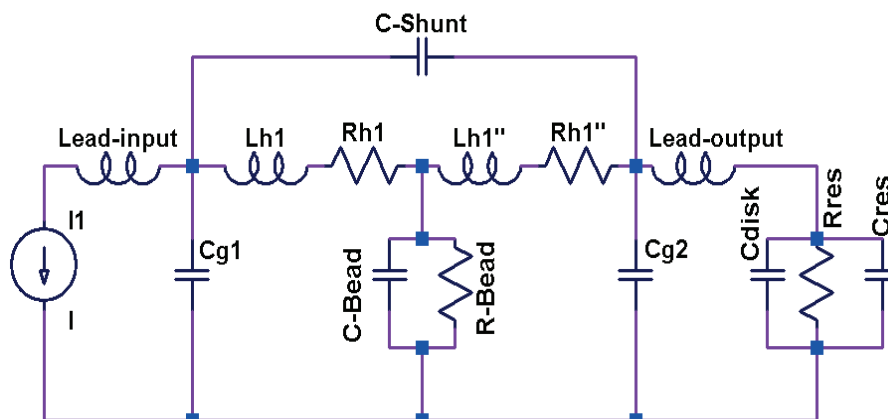 C-Shunt
Lead-input
Lh1
Rh1
Lh1"
Rh1"
Lead-output
I1
I
Cg1
C-Bead
R-Bead
Cg2
Cdisk
Rres
Cres